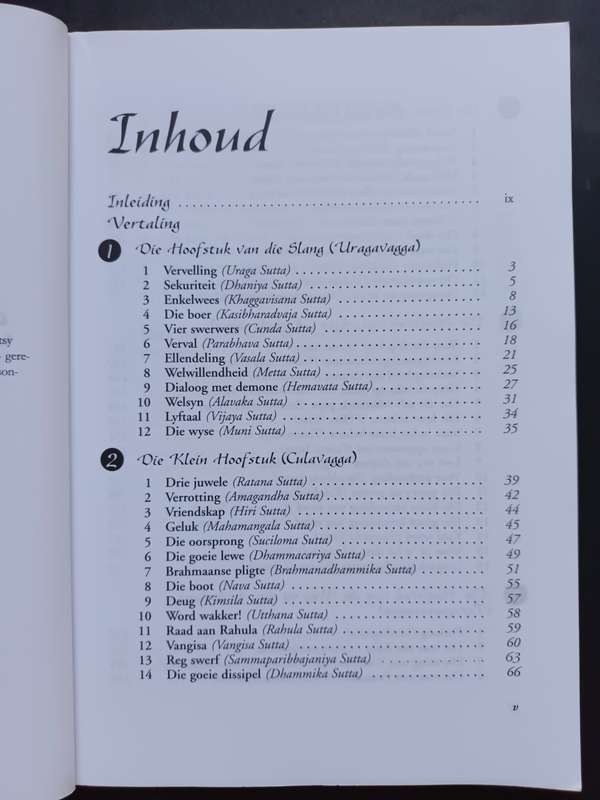 Inhoud
Inleiding . . . . . . . . . . . . . . . . . . . . . . . . . . . . . . . . . . . . . . . . ix
Vertaling
1 Die Hoofstuk van die Slang (Uragavagga)
1 Vervelling (Uraga Sutta) . . . . . . . . . . . . . . . . . . . . . . . . 3
2 Sekuriteit (Dhaniya Sutta) . . . . . . . . . . . . . . . . . . . . . . . 5
3 Enkelwees (Khaggavisana Sutta) . . . . . . . . . . . . . . . . . . 8
4 Die boer (Kasibharadvaja Sutta) . . . . . . . . . . . . . . . . . . 13
5 Vier swerwers (Cunda Sutta) . . . . . . . . . . . . . . . . . . . . . 16
6 Verval (Parabhava Sutta) . . . . . . . . . . . . . . . . . . . . . . . . 18
7 Ellendeling (Vasala Sutta) . . . . . . . . . . . . . . . . . . . . . . . 21
8 Welwillendheid (Metta Sutta) . . . . . . . . . . . . . . . . . . . . 25
9 Dialoog met demone (Hemavata Sutta) . . . . . . . . . . . . . . 27
10 Welsyn (Alavaka Sutta) . . . . . . . . . . . . . . . . . . . . . . . . . 31
11 Lyftaal (Vijaya Sutta) . . . . . . . . . . . . . . . . . . . . . . . . . . 34
12 Die wyse (Muni Sutta) . . . . . . . . . . . . . . . . . . . . . . . . . 35
2 Die Klein Hoofstuk (Culavagga)
1 Drie juwele (Ratana Sutta) . . . . . . . . . . . . . . . . . . . . . . 39
2 Verrotting (Amagandha Sutta) . . . . . . . . . . . . . . . . . . . . 42
3 Vriendskap (Hiri Sutta) . . . . . . . . . . . . . . . . . . . . . . . . 44
4 Geluk (Mahamangala Sutta) . . . . . . . . . . . . . . . . . . . . . 45
5 Die oorsprong (Suciloma Sutta) . . . . . . . . . . . . . . . . . . . 47
6 Die goeie lewe (Dhammacariya Sutta) . . . . . . . . . . . . . . . 49
7 Brahmaanse pligte (Brahmanadhammika Sutta) . . . . . . . . . 51
8 Die boot (Nava Sutta) . . . . . . . . . . . . . . . . . . . . . . . . . 55
9 Deug (Kimsila Sutta) . . . . . . . . . . . . . . . . . . . . . . . . . . 57
10 Word wakker! (Utthana Sutta) . . . . . . . . . . . . . . . . . . . . 58
11 Raad aan Rahula (Rahula Sutta) . . . . . . . . . . . . . . . . . . 59
12 Vangisa (Vangisa Sutta) . . . . . . . . . . . . . . . . . . . . . . . . 60
13 Reg swerf (Sammaparibbajaniya Sutta) . . . . . . . . . . . . . . 63
14 Die goeie dissipel (Dhammika Sutta) . . . . . . . . . . . . . . . 66
v